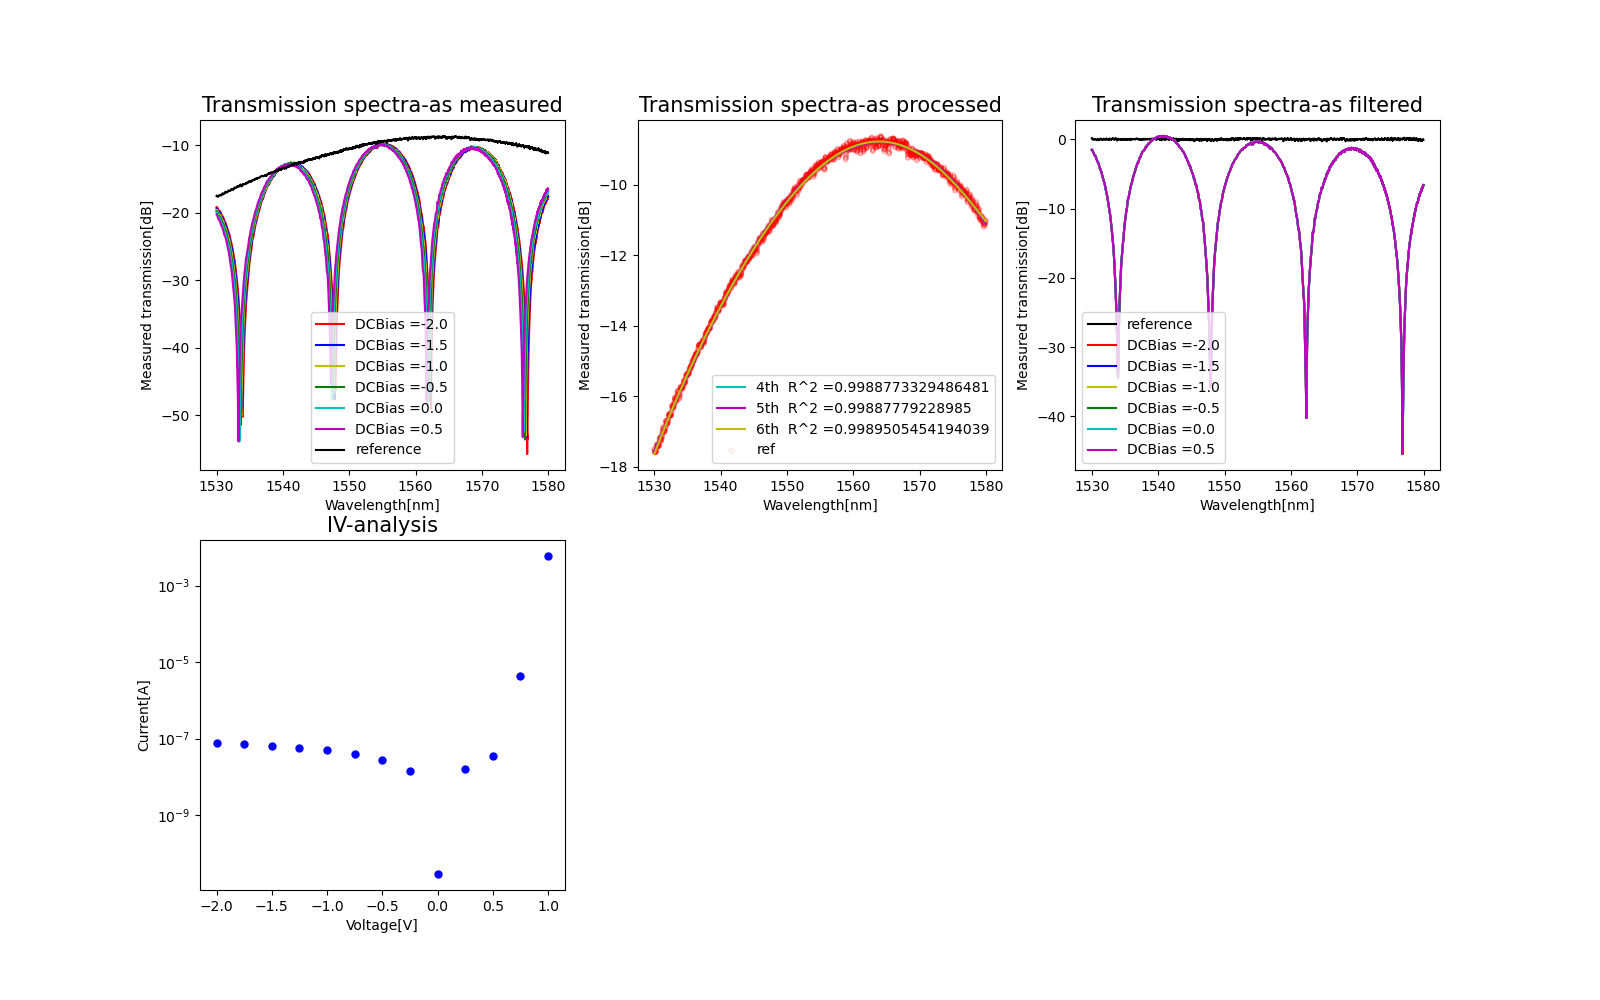 Transmission spectra-as measured
Measured transmission[dB]
−10
−20
−30
−40
−50
DCBias =-2.0
DCBias =-1.5
DCBias =-1.0
DCBias =-0.5
DCBias =0.0
DCBias =0.5
reference
1530 1540 1550 1560 1570 1580
Wavelength[nm]
Transmission spectra-as processed
Measured transmission[dB]
−10
−12
−14
−16
−18
4th R^2 =0.9988773329486481
5th R^2 =0.99887779228985
6th R^2 =0.9989505454194039
ref
1530 1540 1550 1560 1570 1580
Wavelength[nm]
Transmission spectra-as filtered
Measured transmission[dB]
0
−10
−20
−30
−40
reference
DCBias =-2.0
DCBias =-1.5
DCBias =-1.0
DCBias =-0.5
DCBias =0.0
DCBias =0.5
1530 1540 1550 1560 1570 1580
Wavelength[nm]
IV-analysis
Current[A]
10⁻³
10⁻⁵
10⁻⁷
10⁻⁹
−2.0 −1.5 −1.0 −0.5 0.0 0.5 1.0
Voltage[V]